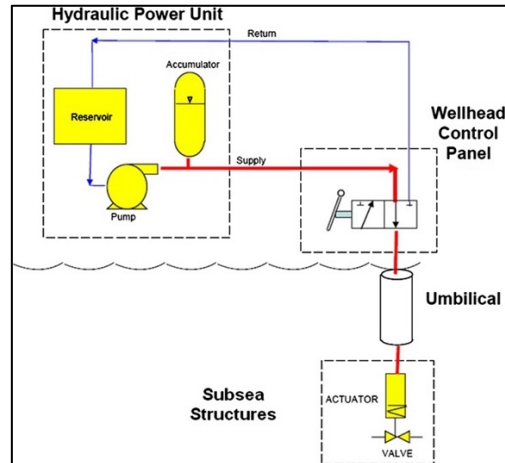 Hydraulic Power Unit
Return
Accumulator
Reservoir
Wellhead
Control
Panel
Supply
Pump
Umbilical
Subsea
Structures
ACTUATOR
VALVE